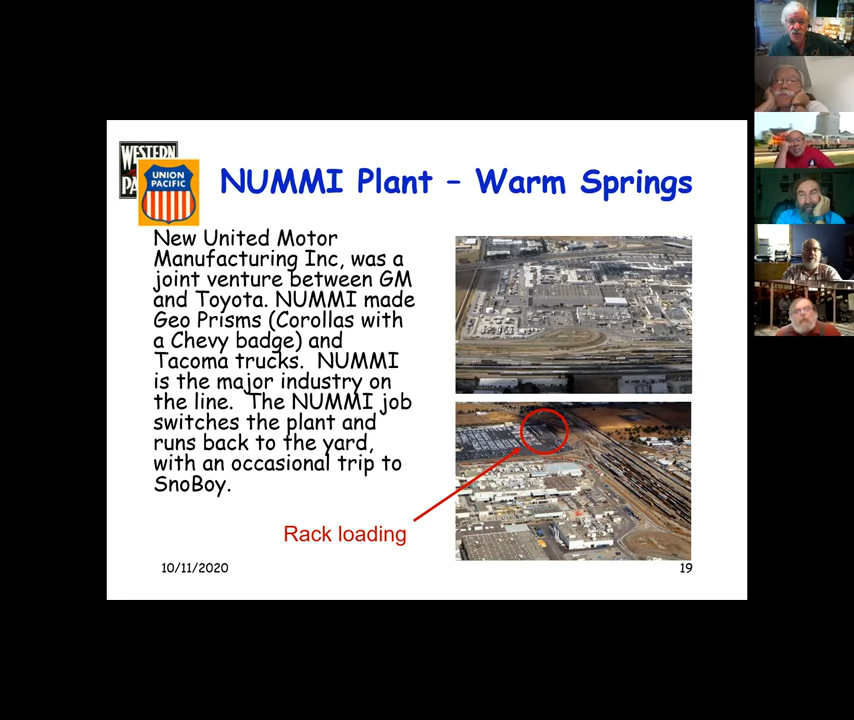 WESTERN
PA
UNION
PACIFIC
NUMMI Plant – Warm Springs
New United Motor
Manufacturing Inc, was a
joint venture between GM
and Toyota. NUMMI made
Geo Prisms (Corollas with
a Chevy badge) and
Tacoma trucks. NUMMI
is the major industry on
the line. The NUMMI job
switches the plant and
runs back to the yard,
with an occasional trip to
SnoBoy.
Rack loading
10/11/2020
19